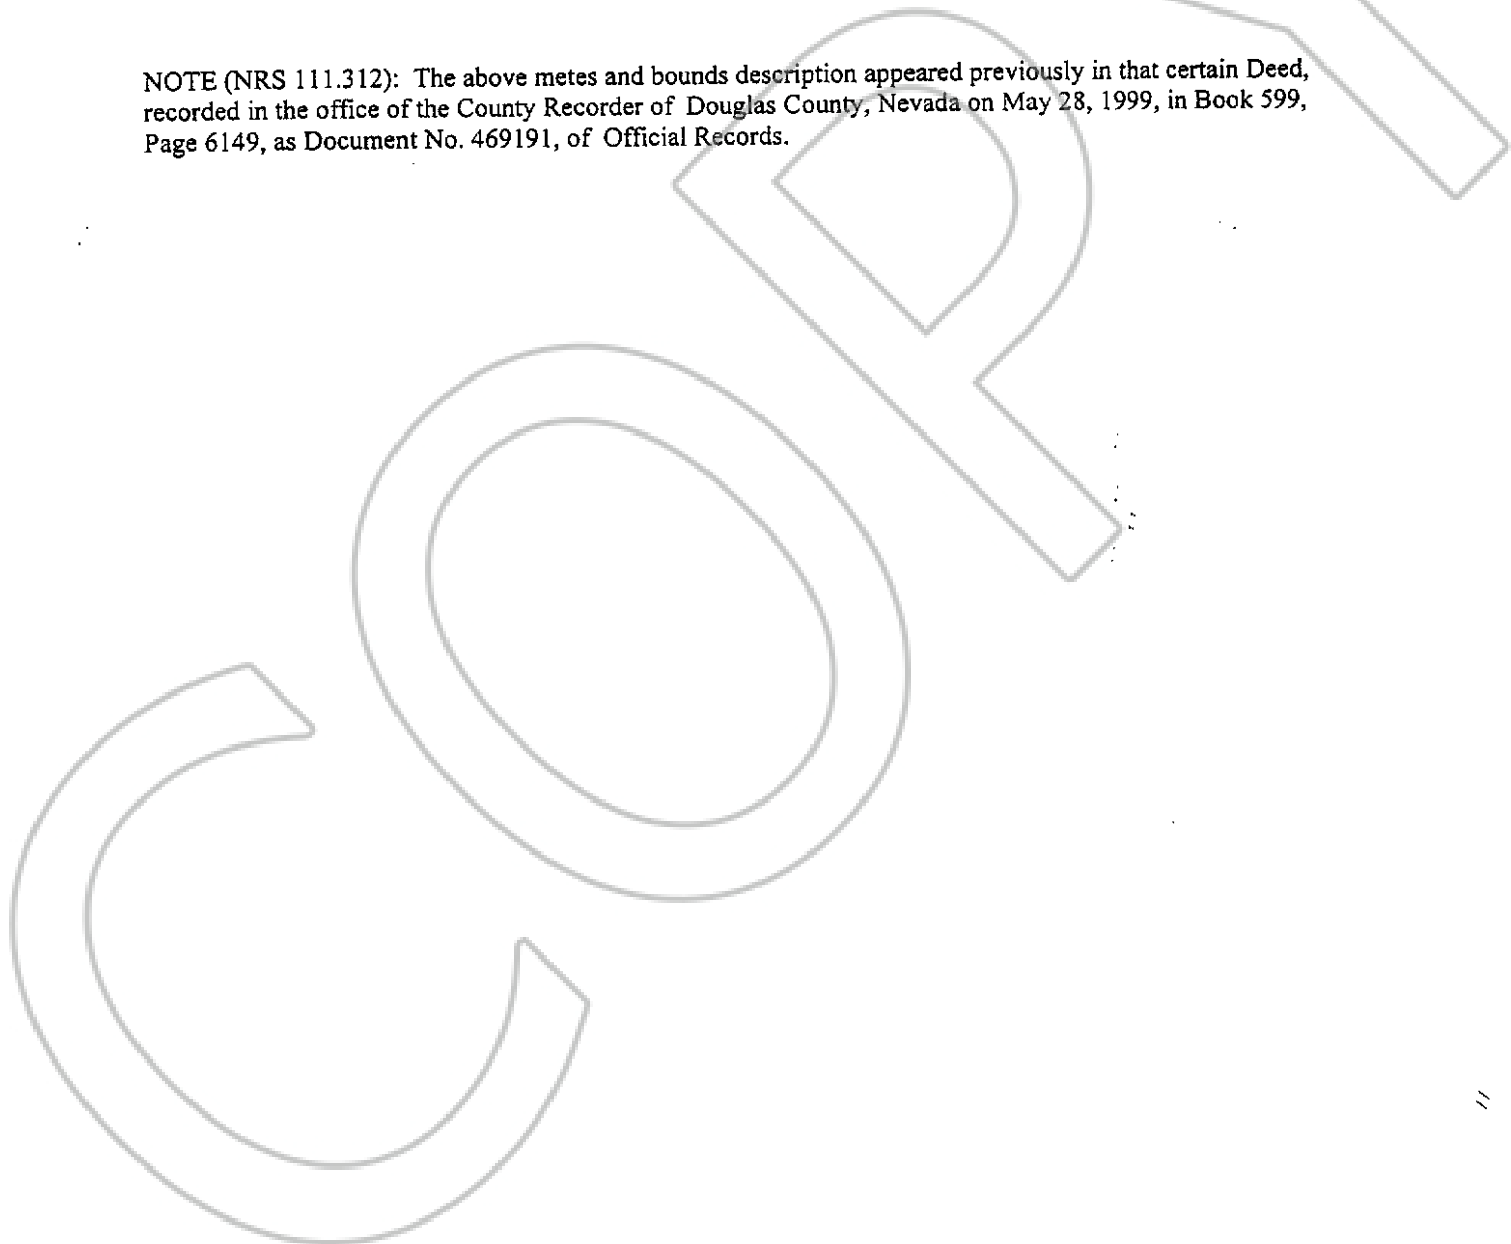 NOTE (NRS 111.312): The above metes and bounds description appeared previously in that certain Deed,
recorded in the office of the County Recorder of Douglas County, Nevada on May 28, 1999, in Book 599,
Page 6149, as Document No. 469191, of Official Records.
COPY